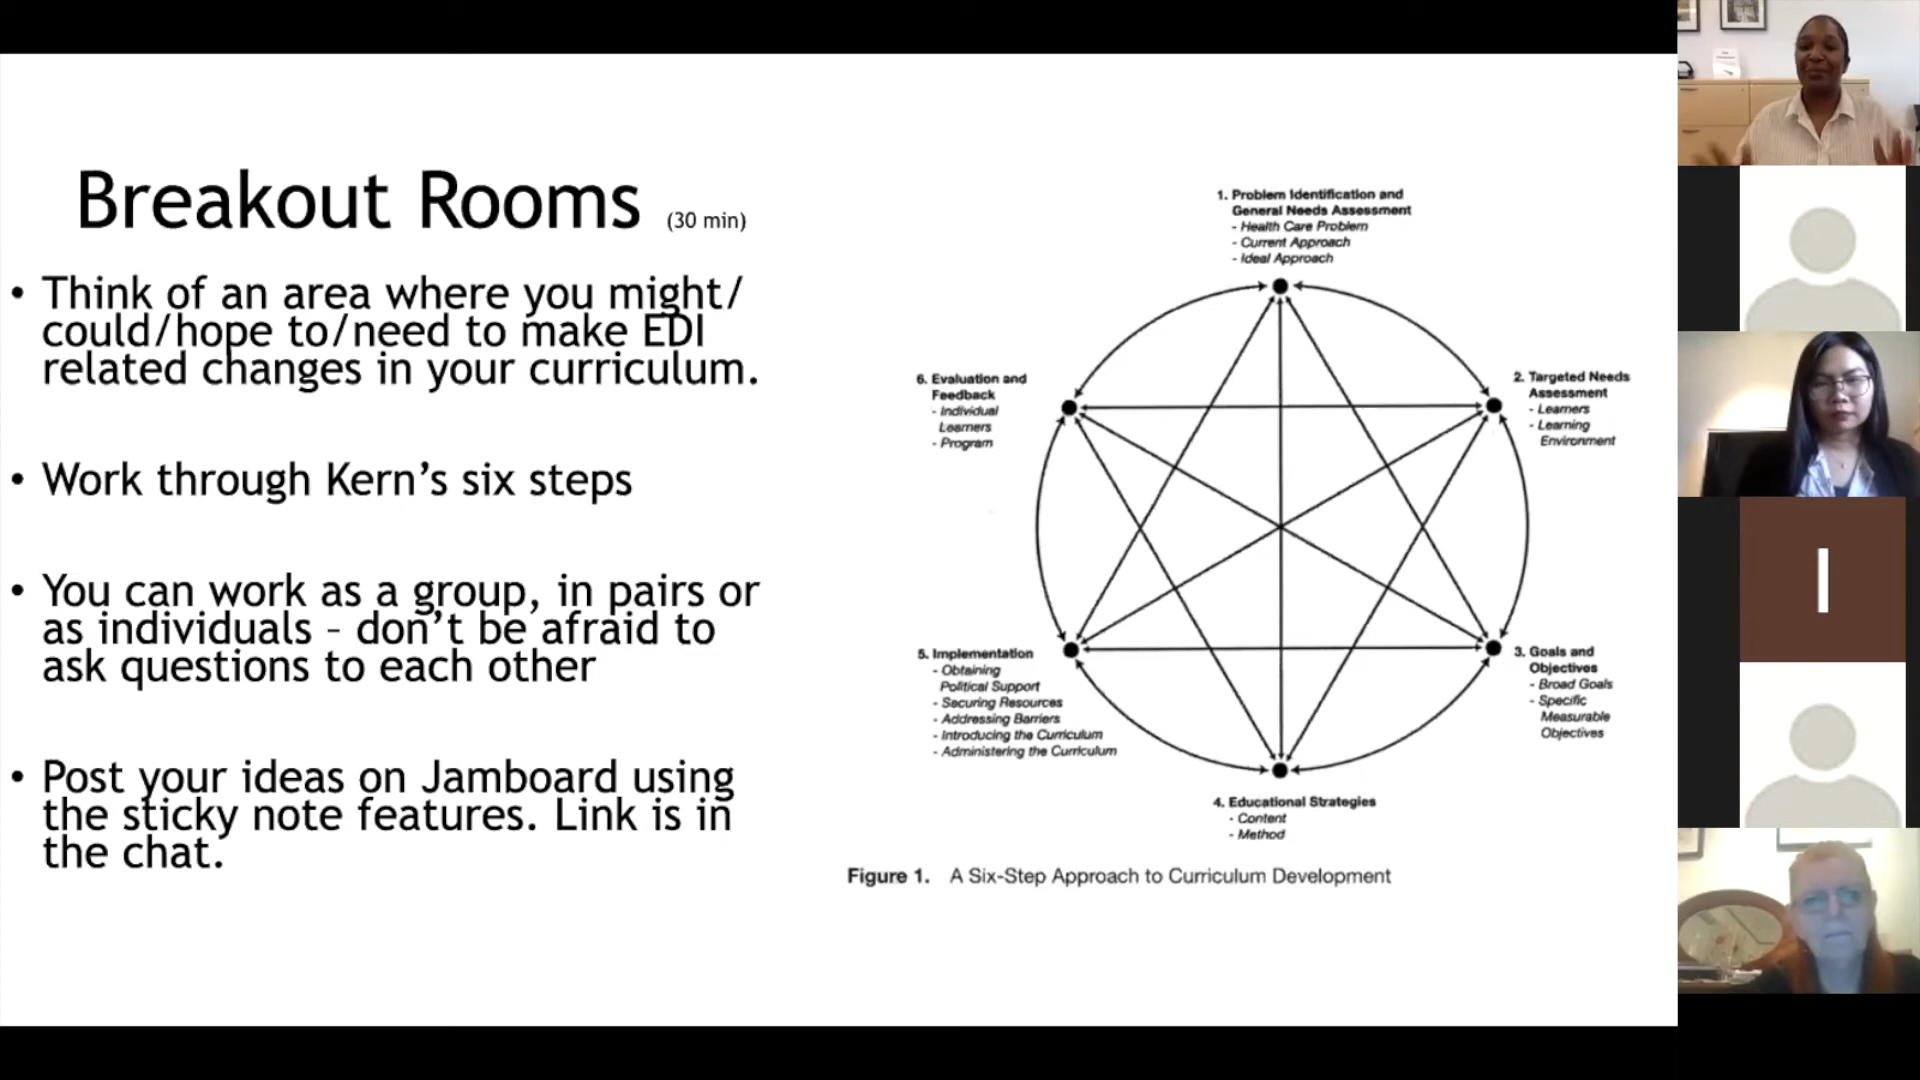 Breakout Rooms (30 min)
• Think of an area where you might/
could/hope to/need to make EDI
related changes in your curriculum.
• Work through Kern’s six steps
• You can work as a group, in pairs or
as individuals – don’t be afraid to
ask questions to each other
• Post your ideas on Jamboard using
the sticky note features. Link is in
the chat.
1. Problem Identification and
General Needs Assessment
- Health Care Problem
- Current Approach
- Ideal Approach
2. Targeted Needs
Assessment
- Learners
- Learning
Environment
3. Goals and
Objectives
- Broad Goals
- Specific
Measurable
Objectives
4. Educational Strategies
- Content
- Method
5. Implementation
- Obtaining
Political Support
- Securing Resources
- Addressing Barriers
- Introducing the Curriculum
- Administering the Curriculum
6. Evaluation and
Feedback
- Individual
Learners
- Program
Figure 1. A Six-Step Approach to Curriculum Development
I